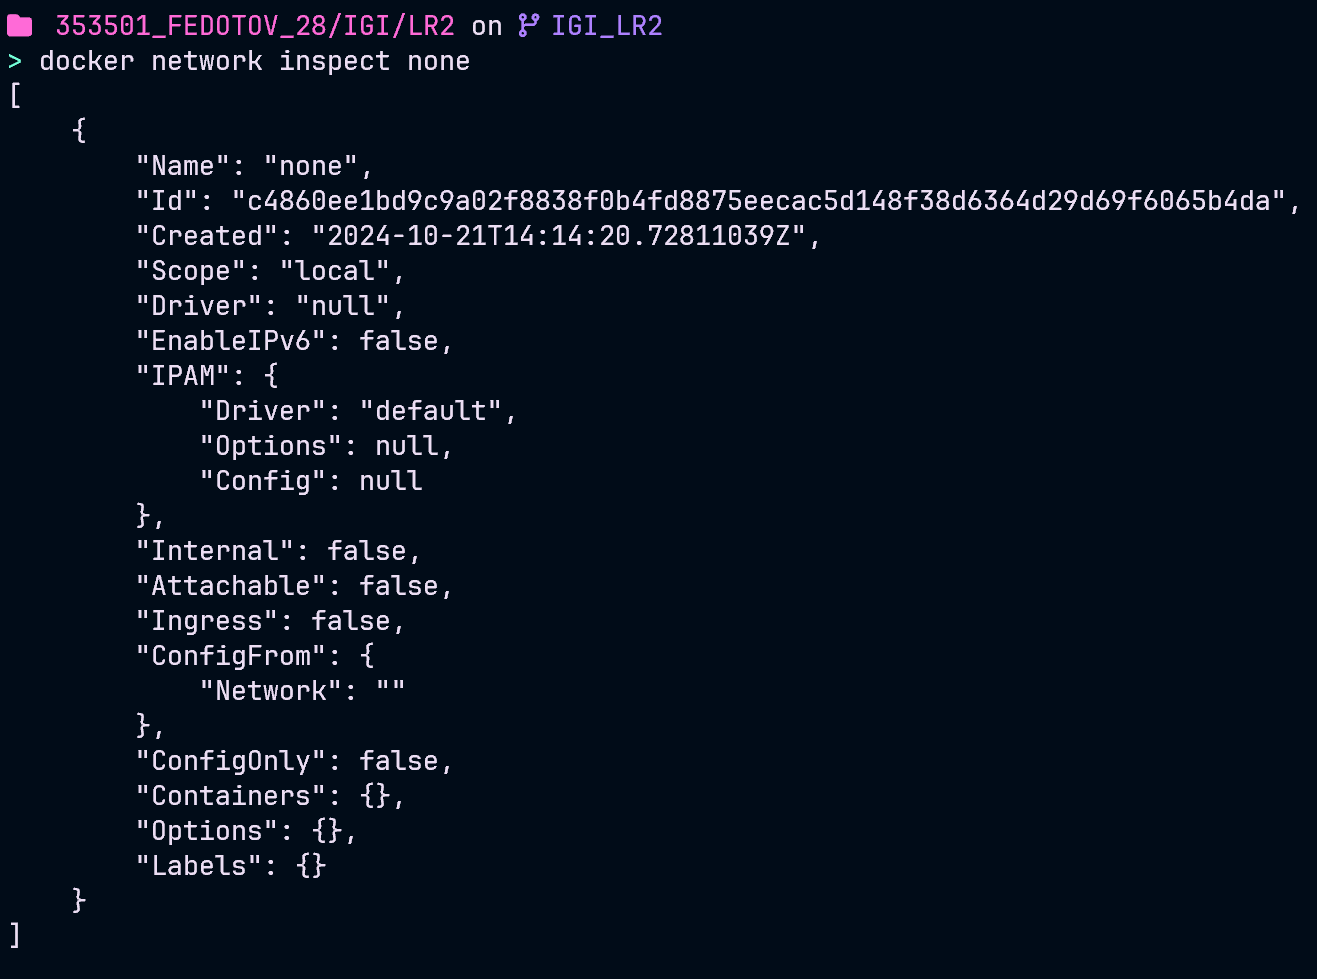 353501_FEDOTOV_28/IGI/LR2 on IGI_LR2
> docker network inspect none
[
    {
        "Name": "none",
        "Id": "c4860ee1bd9c9a02f8838f0b4fd8875eecac5d148f38d6364d29d69f6065b4da",
        "Created": "2024-10-21T14:14:20.72811039Z",
        "Scope": "local",
        "Driver": "null",
        "EnableIPv6": false,
        "IPAM": {
            "Driver": "default",
            "Options": null,
            "Config": null
        },
        "Internal": false,
        "Attachable": false,
        "Ingress": false,
        "ConfigFrom": {
            "Network": ""
        },
        "ConfigOnly": false,
        "Containers": {},
        "Options": {},
        "Labels": {}
    }
]